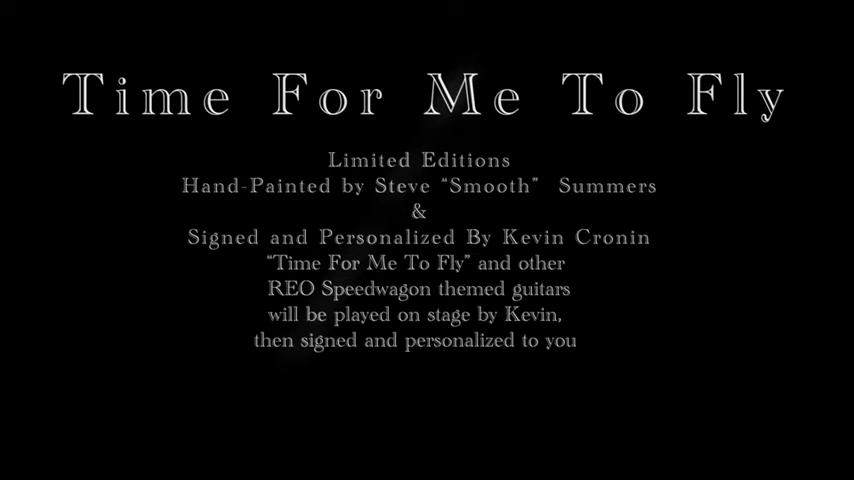 Time For Me To Fly
Limited Editions
Hand-Painted by Steve “Smooth” Summers
&
Signed and Personalized By Kevin Cronin
“Time For Me To Fly” and other
REO Speedwagon themed guitars
will be played on stage by Kevin,
then signed and personalized to you